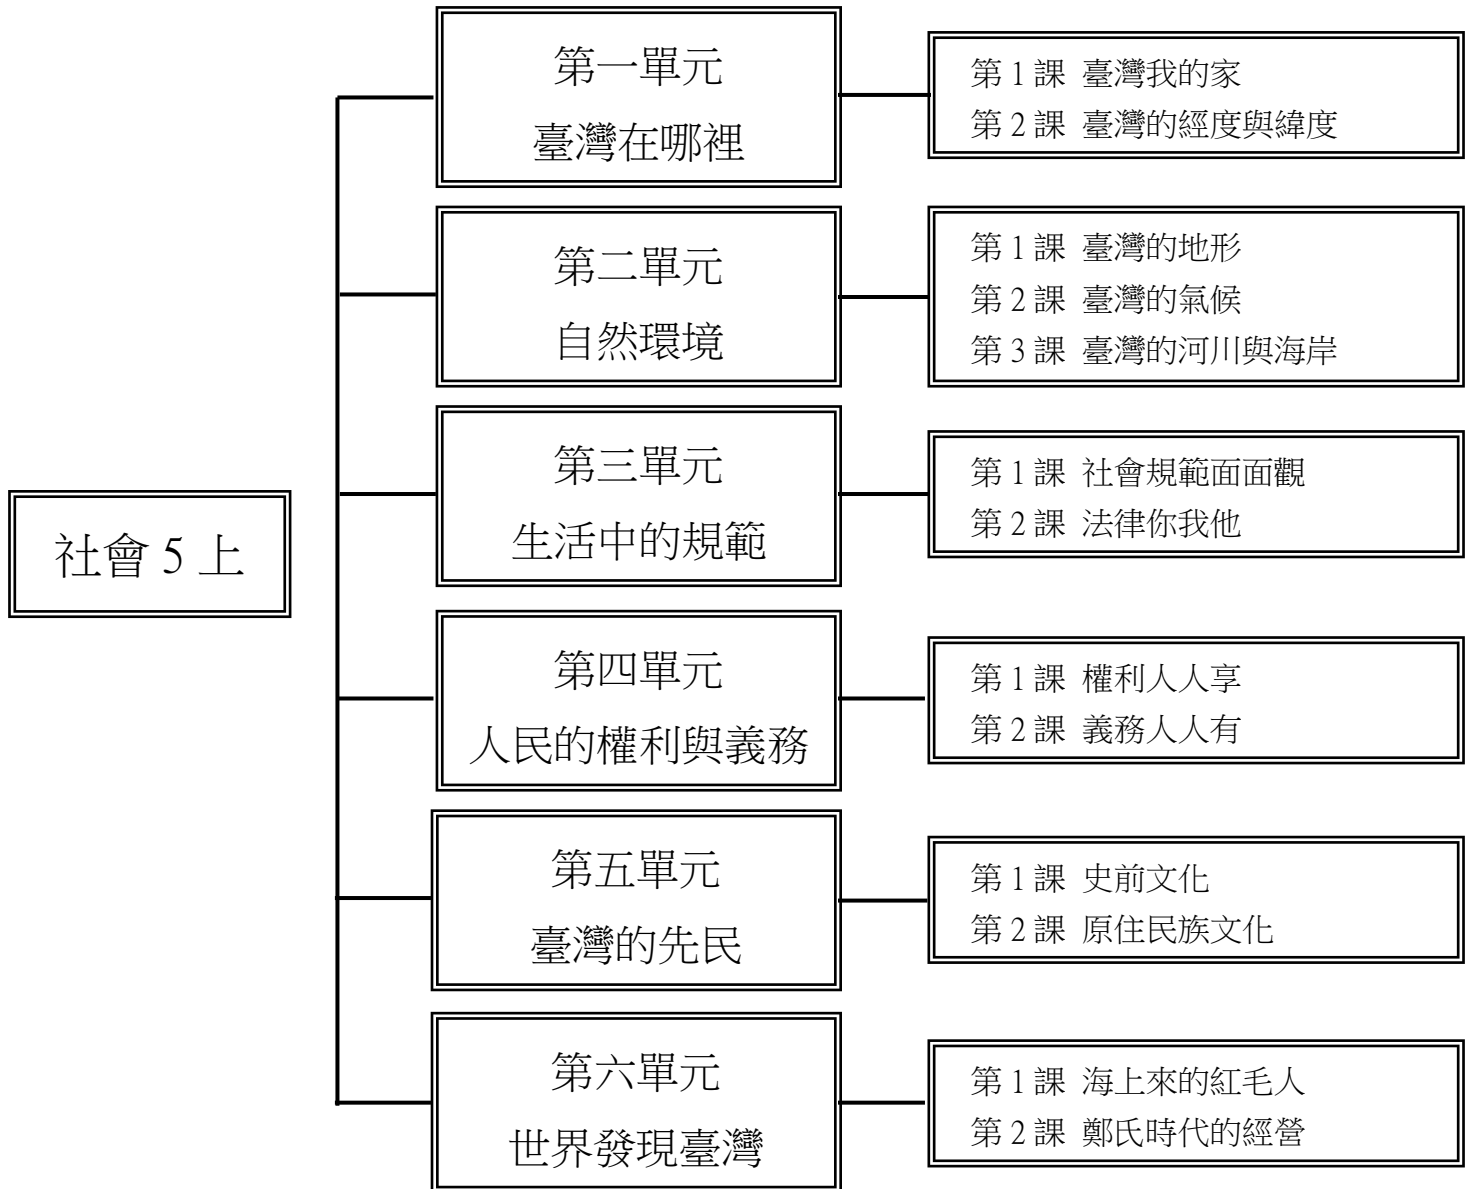 社會 5 上
第一單元
臺灣在哪裡
第 1 課 臺灣我的家
第 2 課 臺灣的經度與緯度
第二單元
自然環境
第 1 課 臺灣的地形
第 2 課 臺灣的氣候
第 3 課 臺灣的河川與海岸
第三單元
生活中的規範
第 1 課 社會規範面面觀
第 2 課 法律你我他
第四單元
人民的權利與義務
第 1 課 權利人人享
第 2 課 義務人人有
第五單元
臺灣的先民
第 1 課 史前文化
第 2 課 原住民族文化
第六單元
世界發現臺灣
第 1 課 海上來的紅毛人
第 2 課 鄭氏時代的經營